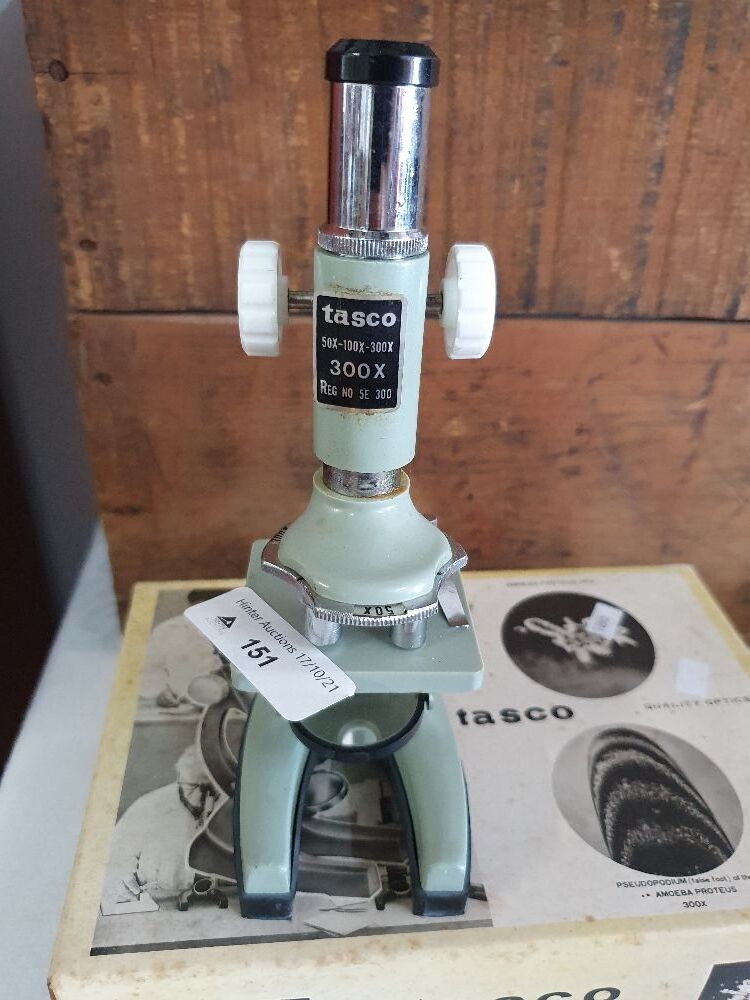 tasco
50X-100X-300X
300X
REG NO SE 300
50X
Hinter Auctions 17/10/21
151
tasco
QUALITY OPTICS
PSEUDOPODIUM (false foot) of the
AMOEBA PROTEUS
300X